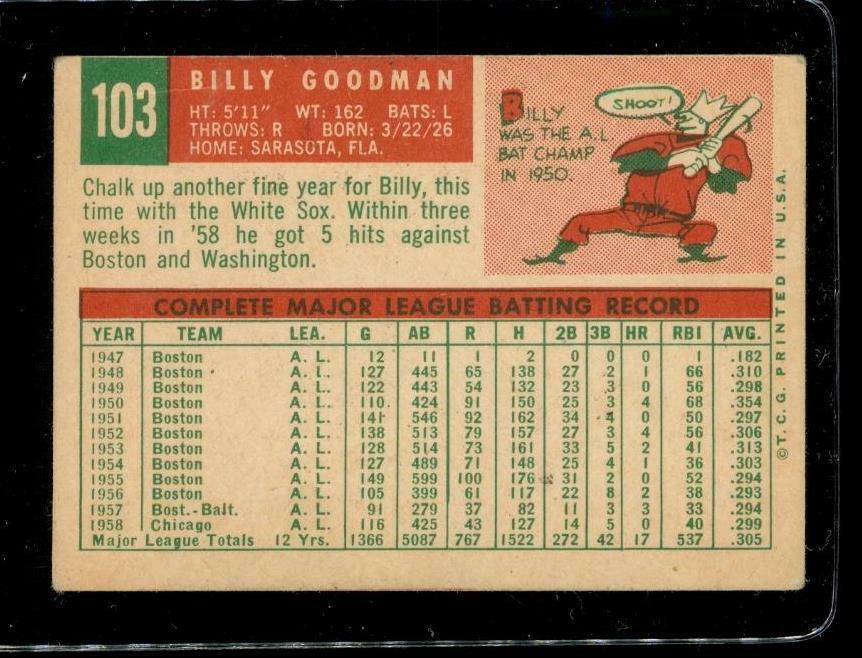 103
BILLY GOODMAN
HT: 5'11" WT: 162 BATS: L
THROWS: R BORN: 3/22/26
HOME: SARASOTA, FLA.
SHOOT!
BILLY
WAS THE A.L.
BAT CHAMP
IN 1950.
Chalk up another fine year for Billy, this
time with the White Sox. Within three
weeks in '58 he got 5 hits against
Boston and Washington.
COMPLETE MAJOR LEAGUE BATTING RECORD
YEAR TEAM LEA. G AB R H 2B 3B HR RBI AVG.
1947 Boston A. L. 12 11 1 2 0 0 0 1 .182
1948 Boston A. L. 127 445 65 138 27 2 1 66 .310
1949 Boston A. L. 122 443 54 132 23 3 0 56 .298
1950 Boston A. L. 110 424 91 150 25 3 4 68 .354
1951 Boston A. L. 141 546 92 162 34 4 0 50 .297
1952 Boston A. L. 138 513 79 157 27 3 4 56 .306
1953 Boston A. L. 128 514 73 161 33 5 2 41 .313
1954 Boston A. L. 127 489 71 148 25 4 1 36 .303
1955 Boston A. L. 149 599 100 176 31 2 0 52 .294
1956 Boston A. L. 105 399 61 117 22 8 2 38 .293
1957 Bost.-Balt. A. L. 91 279 37 82 11 3 3 33 .294
1958 Chicago A. L. 116 425 43 127 14 5 0 40 .299
Major League Totals 12 Yrs. 1366 5087 767 1522 272 42 17 537 .305
©T.C.G. PRINTED IN U.S.A.